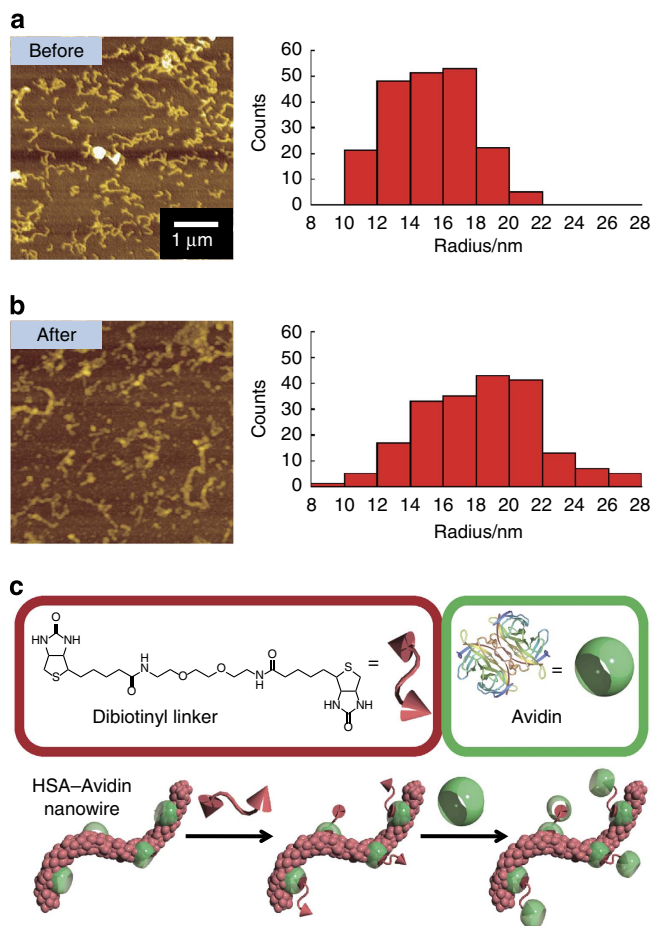 a
Before
1 μm
60
50
40
30
20
10
0
Counts
8 10 12 14 16 18 20 22 24 26 28
Radius/nm
b
After
60
50
40
30
20
10
0
Counts
8 10 12 14 16 18 20 22 24 26 28
Radius/nm
c
O
HN NH
S
O
H
N
O
O
N
H
O
S
HN NH
O
=
Dibiotinyl linker
=
Avidin
HSA–Avidin
nanowire